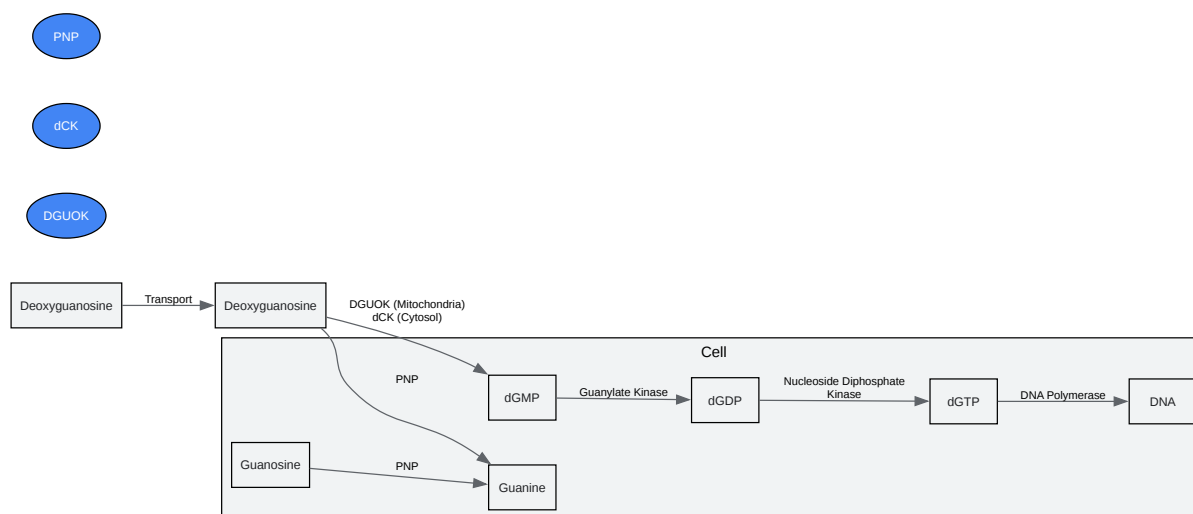 PNP
dCK
DGUOK
Deoxyguanosine
Transport
Deoxyguanosine
DGUOK (Mitochondria)
dCK (Cytosol)
Cell
PNP
dGMP
Guanylate Kinase
dGDP
Nucleoside Diphosphate
Kinase
dGTP
DNA Polymerase
DNA
Guanosine
PNP
Guanine